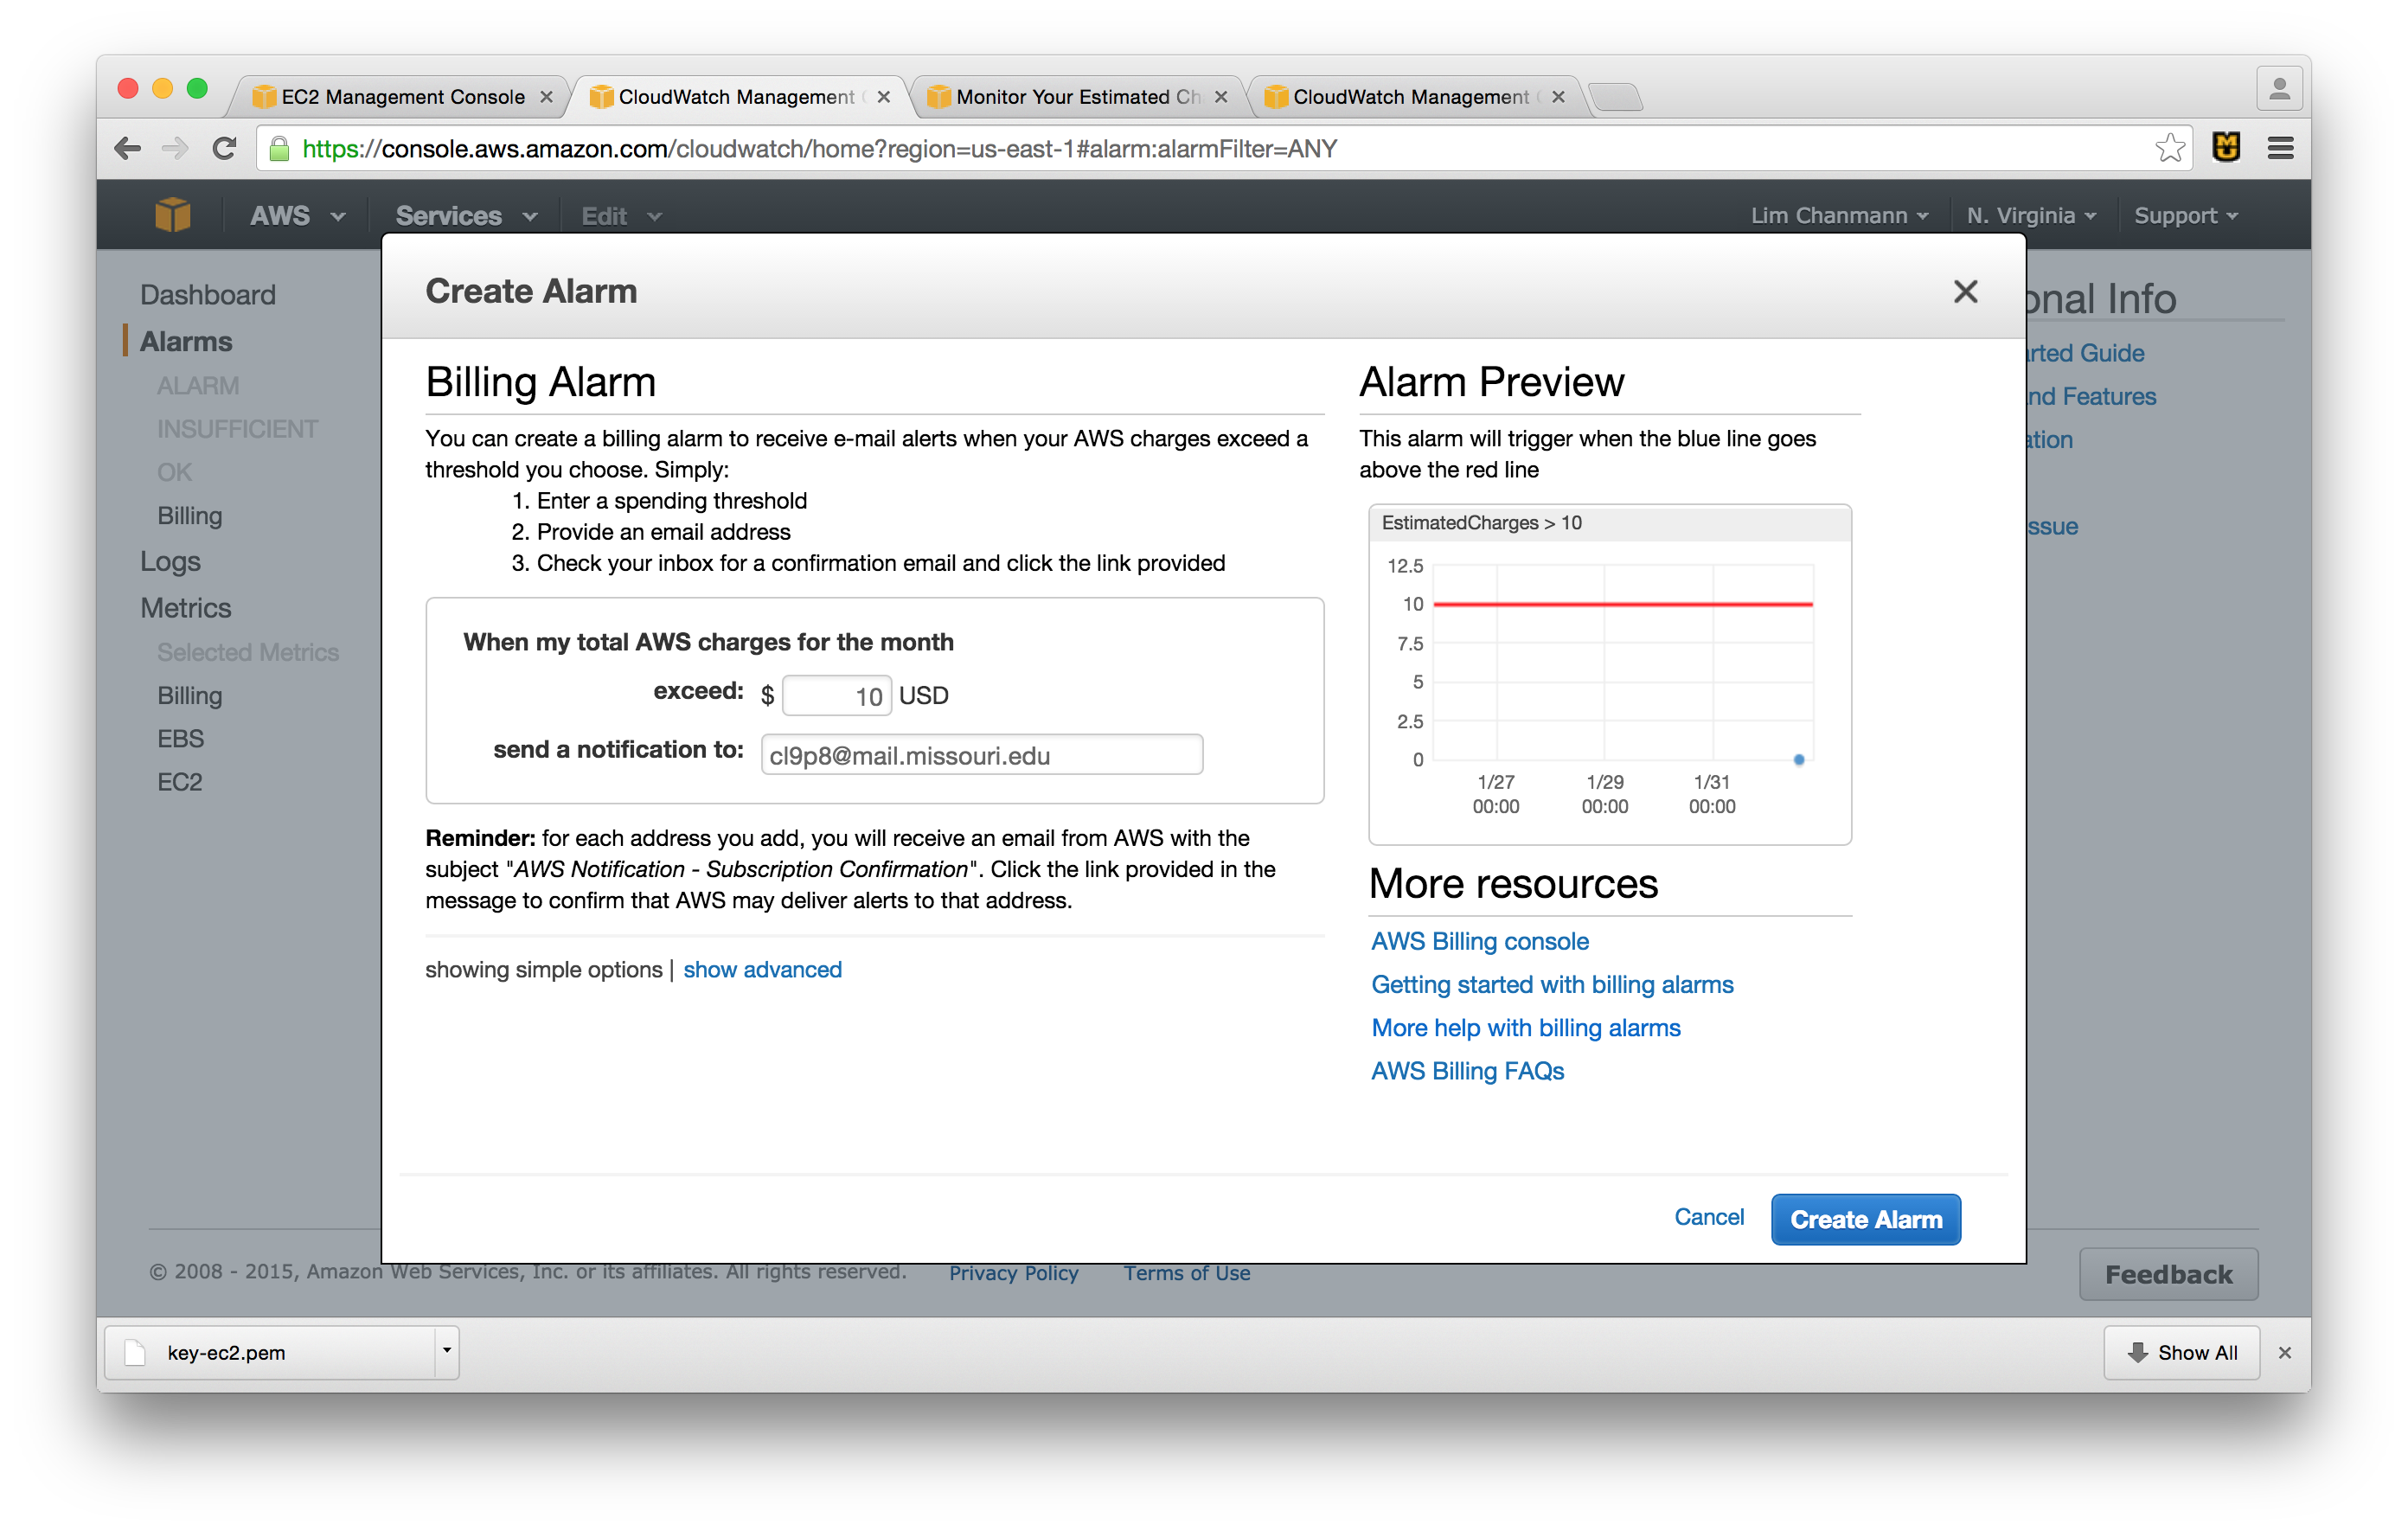 EC2 Management Console
CloudWatch Management
Monitor Your Estimated Ch
CloudWatch Management
https://console.aws.amazon.com/cloudwatch/home?region=us-east-1#alarm:alarmFilter=ANY
AWS Services Edit Lim Chanmann N. Virginia Support
Dashboard
Alarms
ALARM
INSUFFICIENT
OK
Billing
Logs
Metrics
Selected Metrics
Billing
EBS
EC2
Create Alarm
Billing Alarm
You can create a billing alarm to receive e-mail alerts when your AWS charges exceed a
threshold you choose. Simply:
1. Enter a spending threshold
2. Provide an email address
3. Check your inbox for a confirmation email and click the link provided
When my total AWS charges for the month
exceed: $ 10 USD
send a notification to: cl9p8@mail.missouri.edu
Reminder: for each address you add, you will receive an email from AWS with the
subject "AWS Notification - Subscription Confirmation". Click the link provided in the
message to confirm that AWS may deliver alerts to that address.
showing simple options | show advanced
Alarm Preview
This alarm will trigger when the blue line goes
above the red line
EstimatedCharges > 10
12.5
10
7.5
5
2.5
0
1/27 1/29 1/31
00:00 00:00 00:00
More resources
AWS Billing console
Getting started with billing alarms
More help with billing alarms
AWS Billing FAQs
Cancel Create Alarm
onal Info
rted Guide
nd Features
ation
ssue
© 2008 - 2015, Amazon Web Services, Inc. or its affiliates. All rights reserved. Privacy Policy Terms of Use
Feedback
key-ec2.pem
Show All